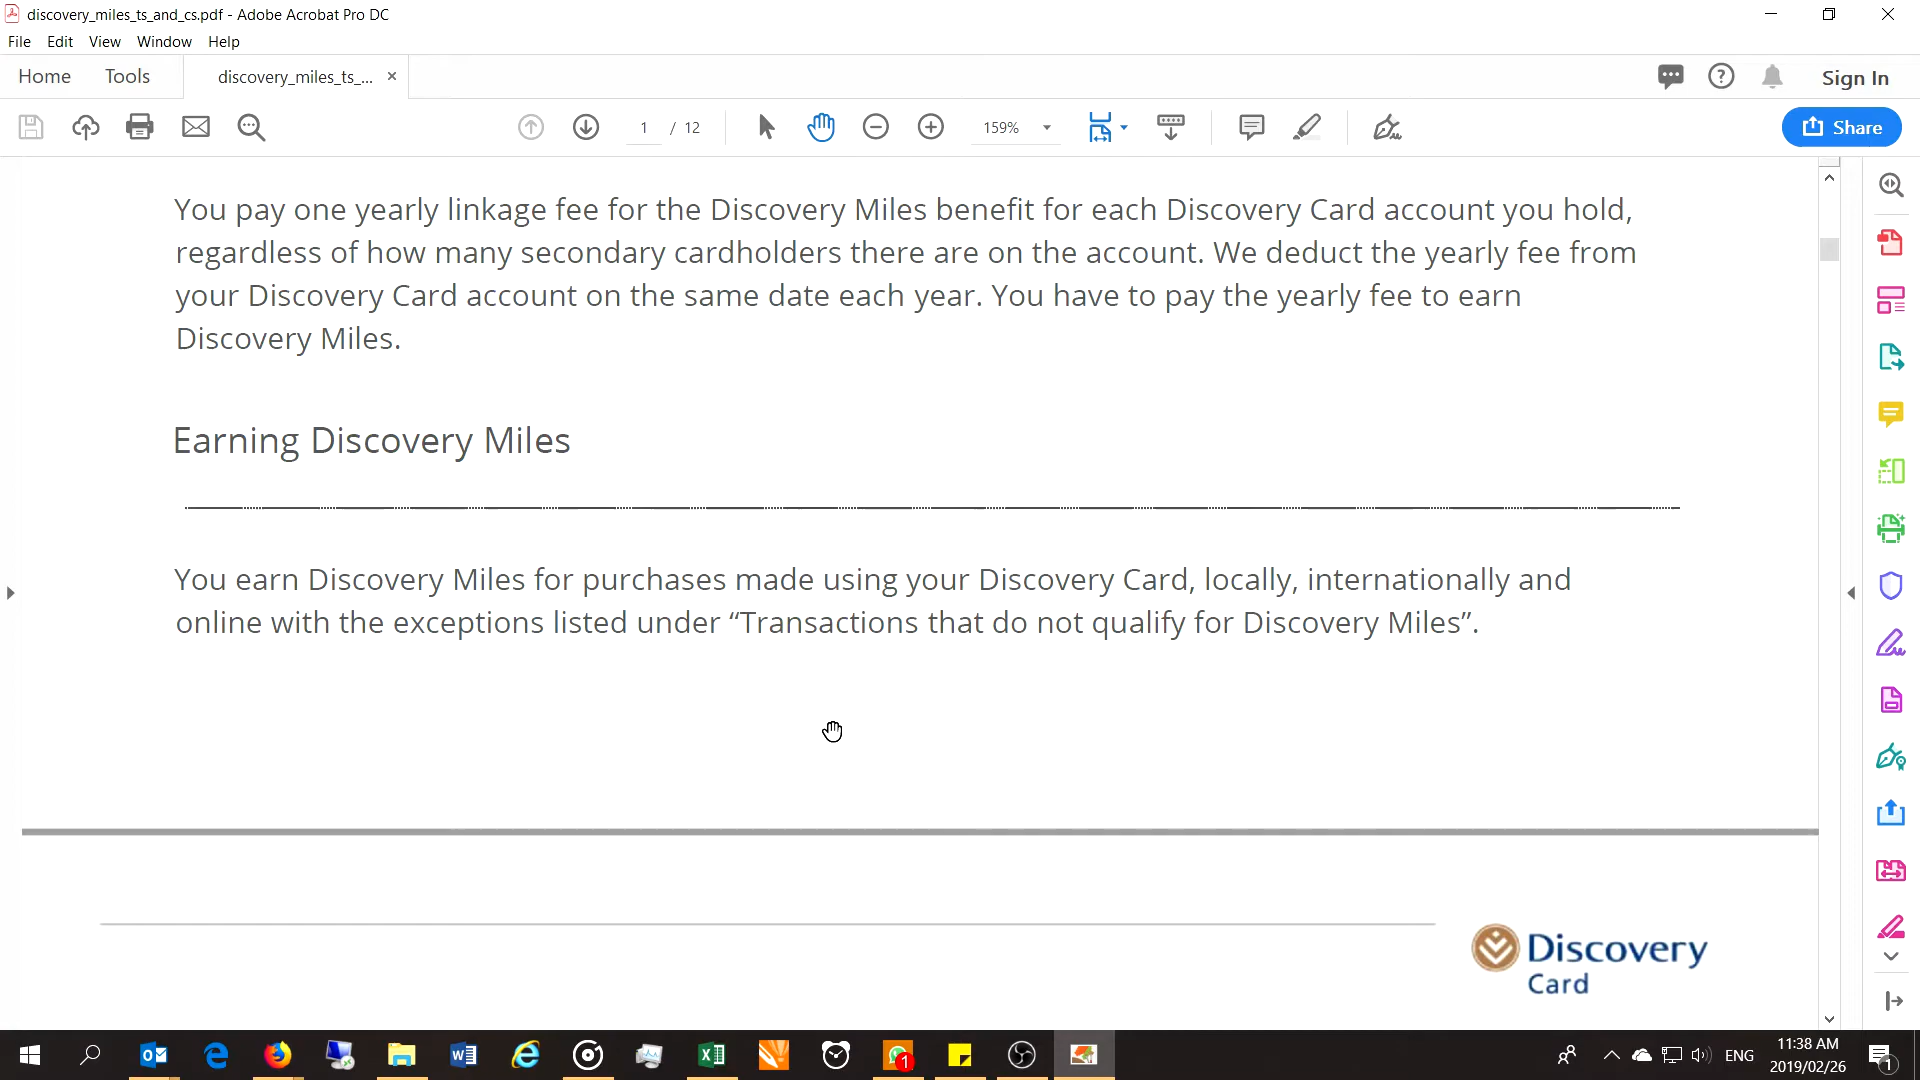 discovery_miles_ts_and_cs.pdf - Adobe Acrobat Pro DC
File Edit View Window Help
Home Tools discovery_miles_ts_... × Sign In
1 / 12 159% Share
You pay one yearly linkage fee for the Discovery Miles benefit for each Discovery Card account you hold,
regardless of how many secondary cardholders there are on the account. We deduct the yearly fee from
your Discovery Card account on the same date each year. You have to pay the yearly fee to earn
Discovery Miles.
Earning Discovery Miles
You earn Discovery Miles for purchases made using your Discovery Card, locally, internationally and
online with the exceptions listed under “Transactions that do not qualify for Discovery Miles”.
Discovery
Card
ENG
11:38 AM
2019/02/26
1
1